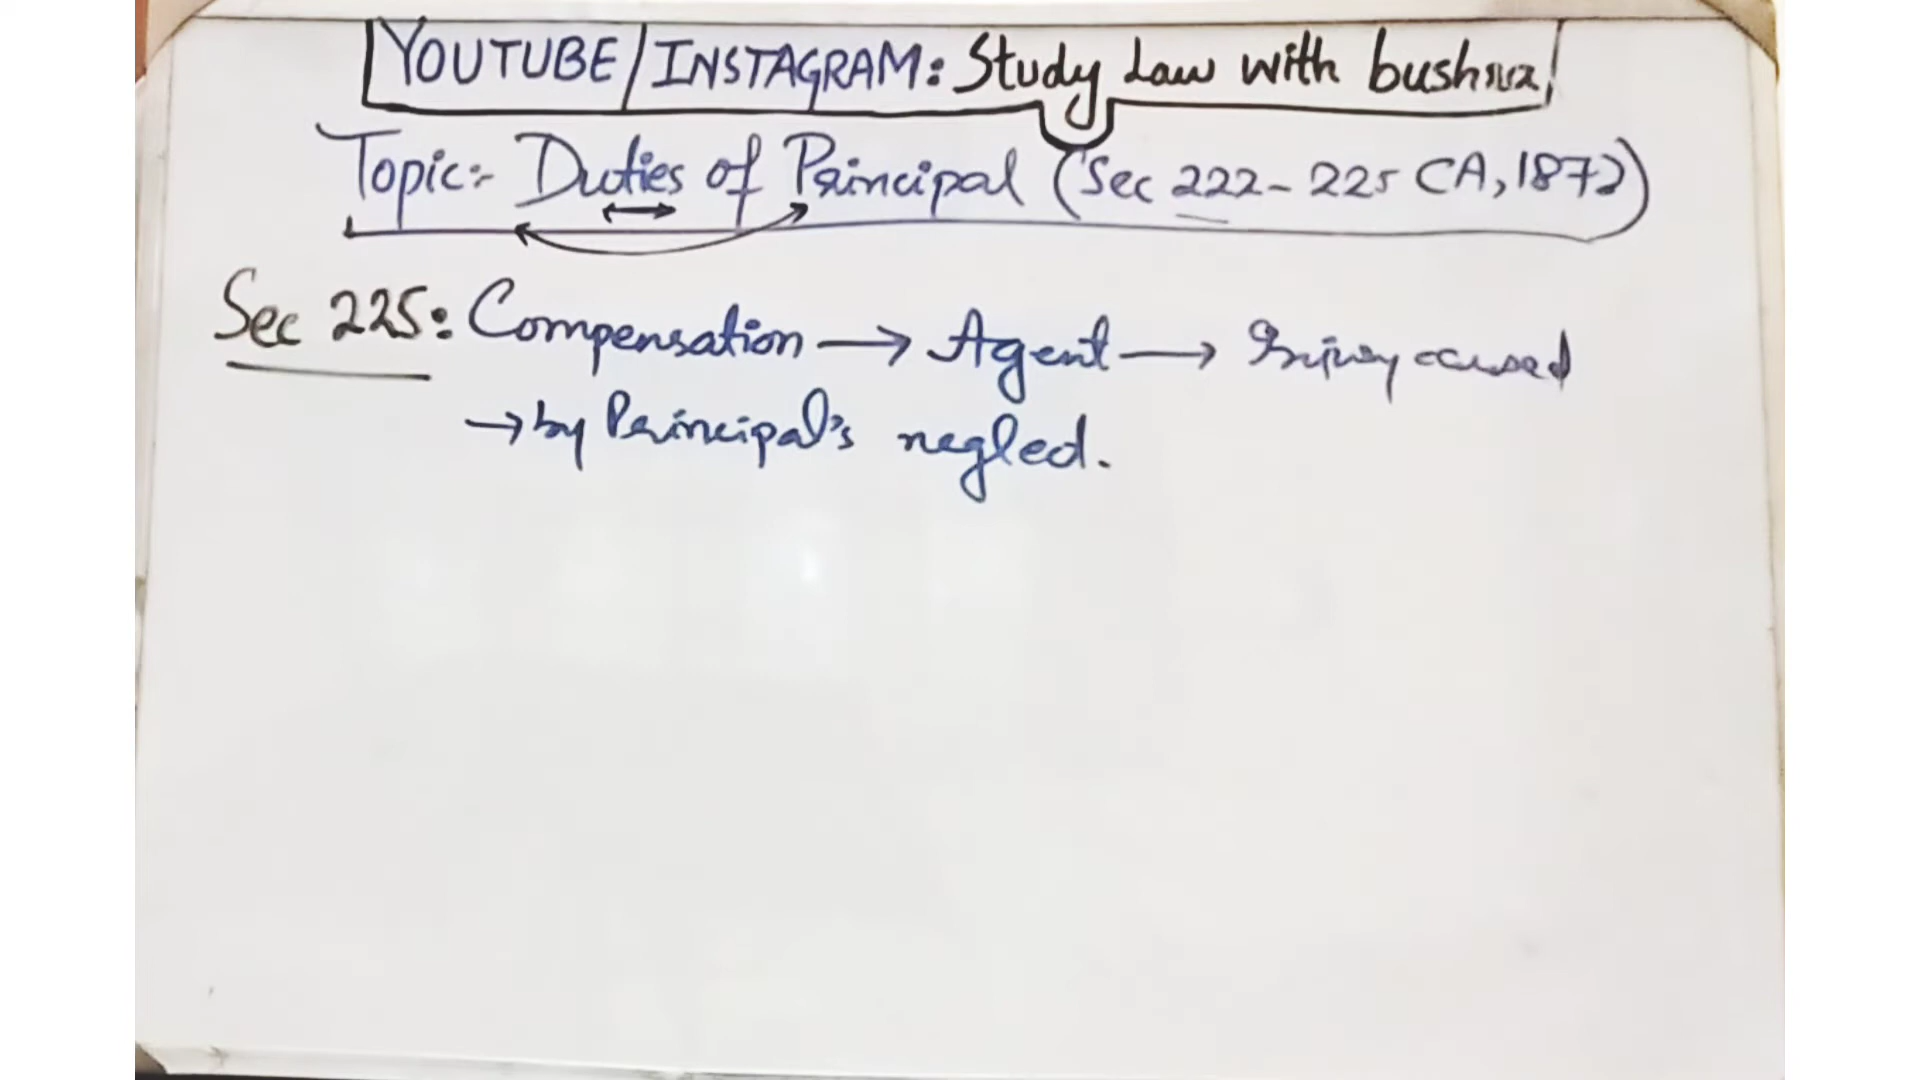 YOUTUBE/INSTAGRAM: Study Law with bushra
Topic:- Duties of Principal (Sec 222-225 CA, 1872)
Sec 225: Compensation → Agent → Injury caused
→ by Principal's neglect.